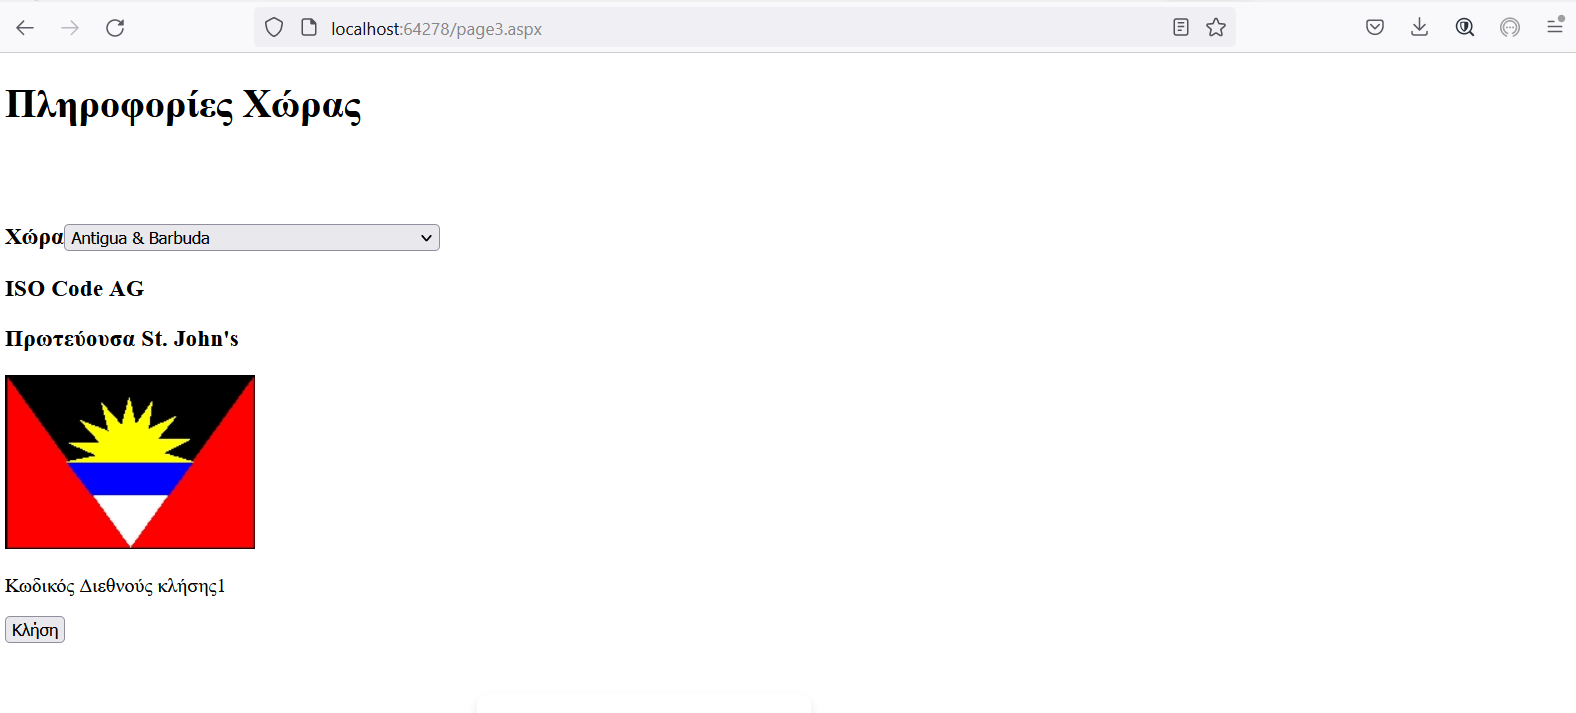 localhost:64278/page3.aspx
Πληροφορίες Χώρας
Χώρα Antigua & Barbuda
ISO Code AG
Πρωτεύουσα St. John's
Κωδικός Διεθνούς κλήσης1
Κλήση